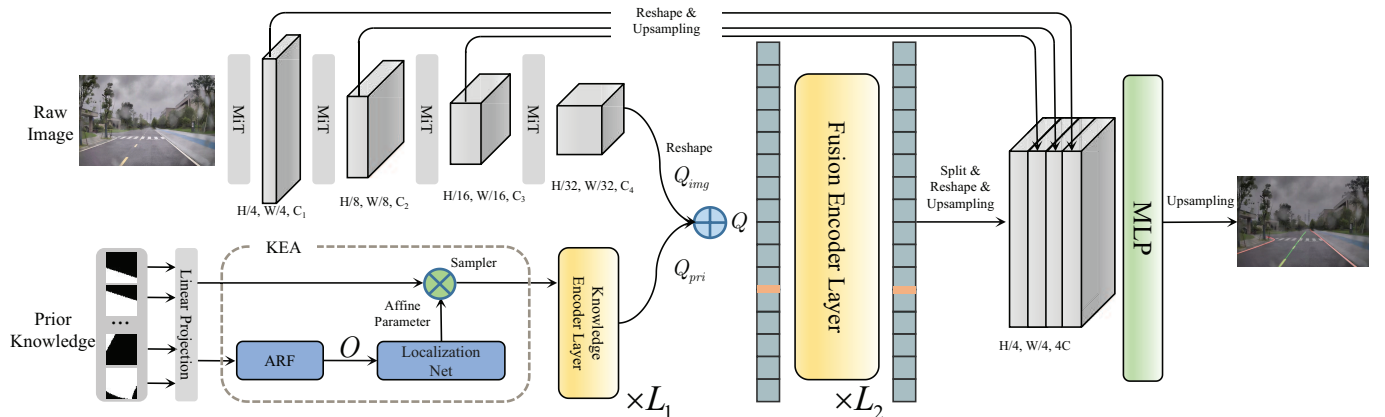 Reshape &
Upsampling
Raw
Image
MiT
MiT
MiT
MiT
H/4, W/4, C₁
H/8, W/8, C₂
H/16, W/16, C₃
H/32, W/32, C₄
Reshape
Q_img
Q
Q_pri
Fusion Encoder Layer
×L₂
Split &
Reshape &
Upsampling
H/4, W/4, 4C
MLP
Upsampling
Prior
Knowledge
...
Linear Projection
KEA
Sampler
Affine
Parameter
ARF
O
Localization
Net
Knowledge
Encoder Layer
×L₁